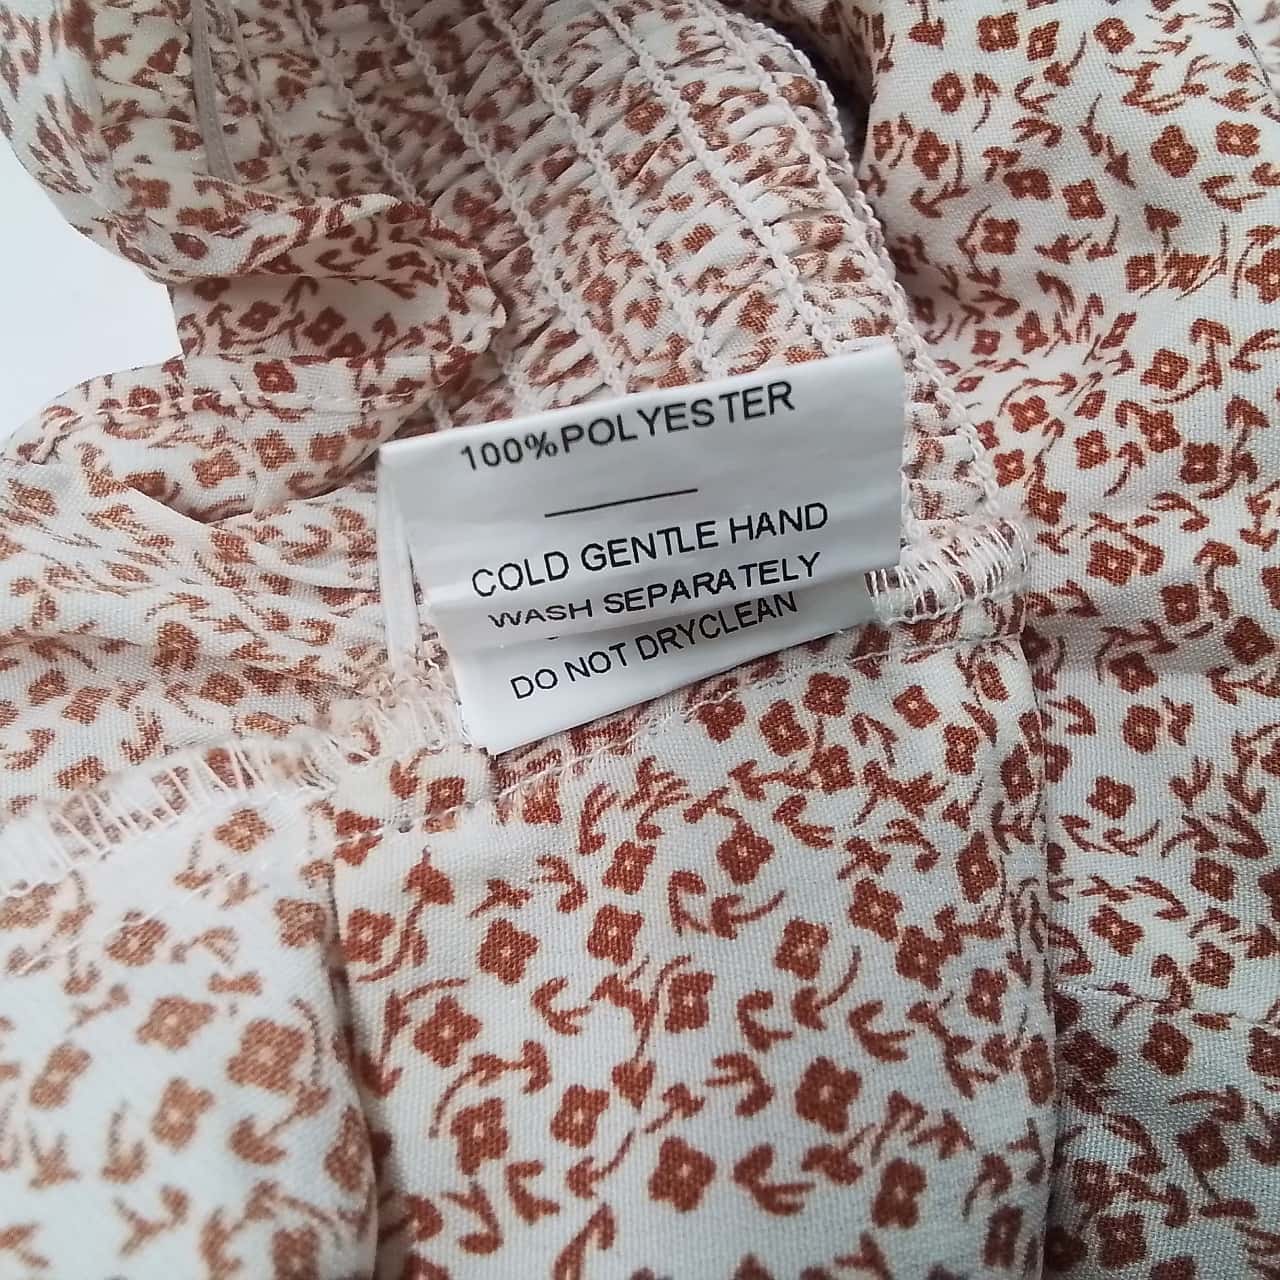 100%POLYESTER
COLD GENTLE HAND
WASH SEPARATELY
DO NOT DRYCLEAN